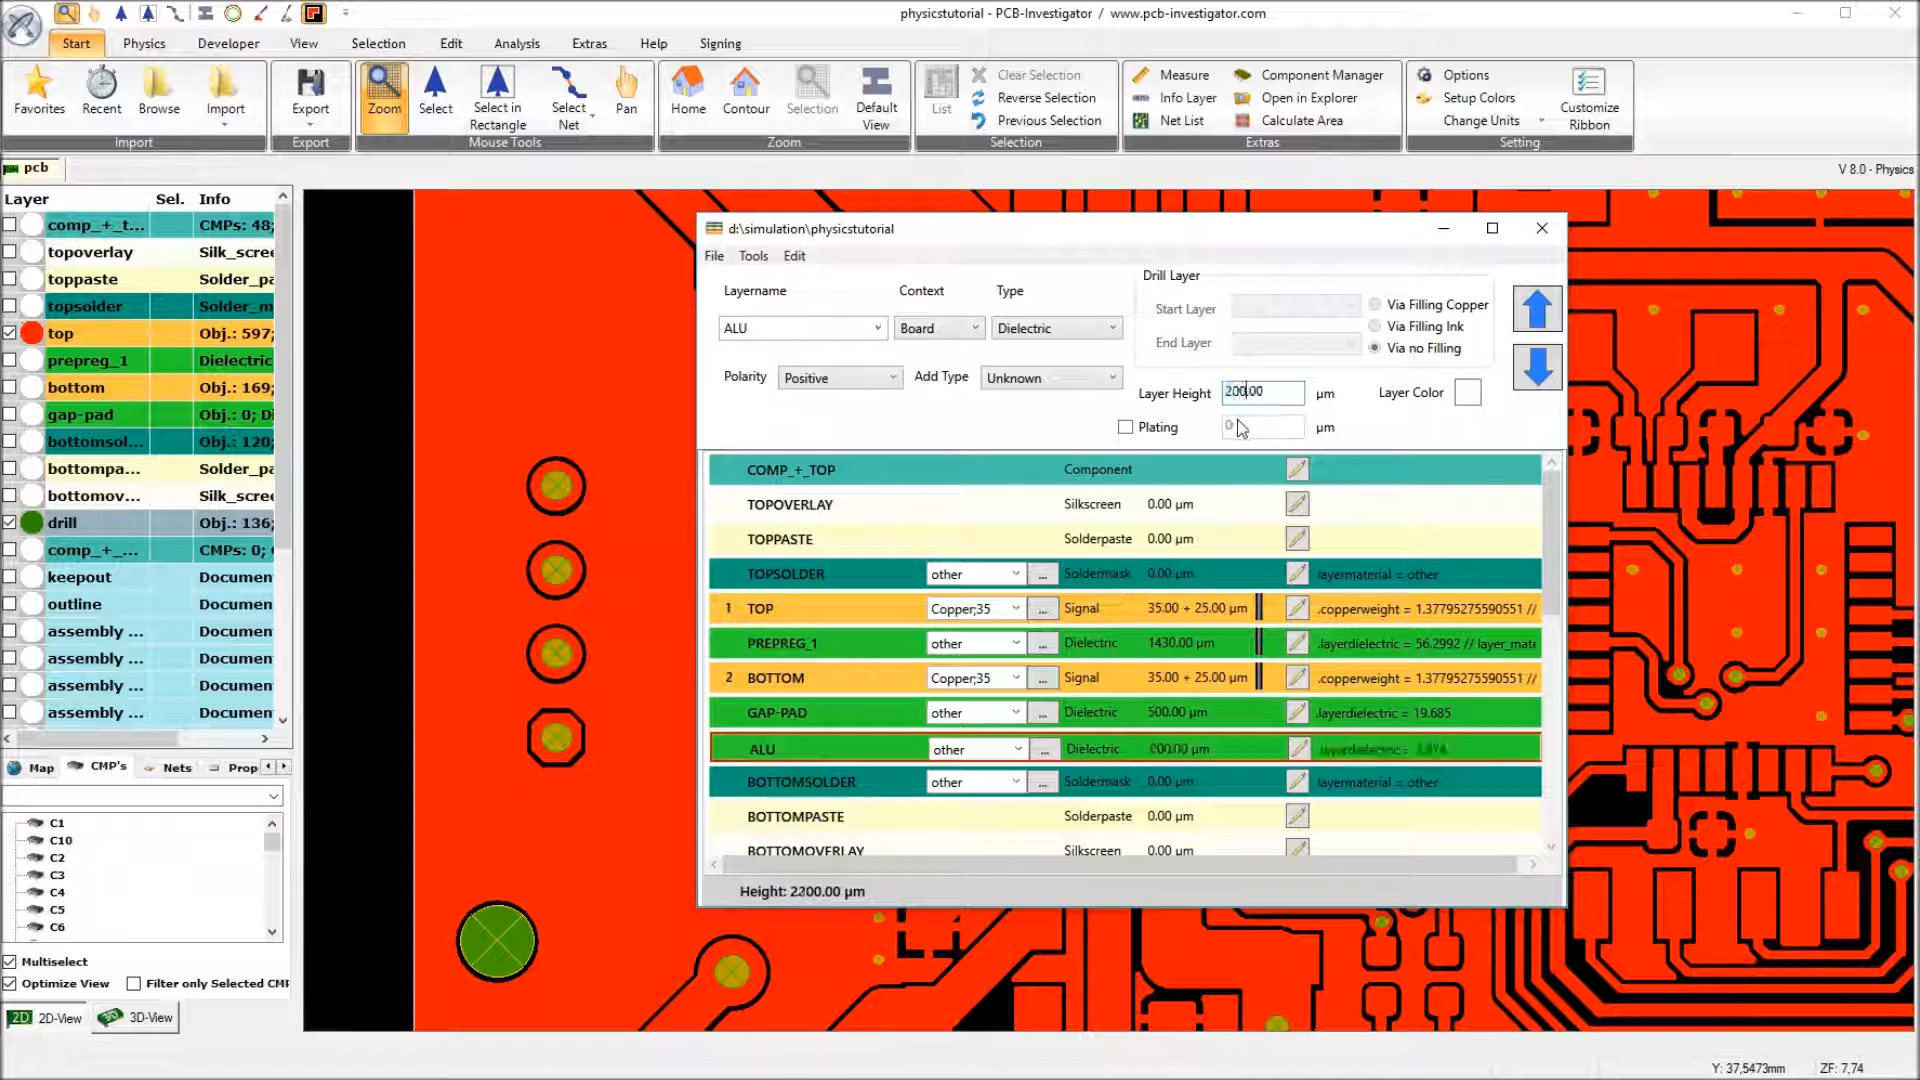 physicstutorial - PCB-Investigator / www.pcb-investigator.com
Start Physics Developer View Selection Edit Analysis Extras Help Signing
Favorites Recent Browse Import
Import
Export
Export
Zoom Select Select in Rectangle Select Net Pan
Mouse Tools
Home Contour Selection Default View
Zoom
List Clear Selection
Reverse Selection
Previous Selection
Selection
Measure Component Manager
Info Layer Open in Explorer
Net List Calculate Area
Extras
Options
Setup Colors
Change Units
Customize Ribbon
Setting
pcb
V 8.0 - Physics
Layer Sel. Info
comp_+_t... CMPs: 48;
topoverlay Silk_scree
toppaste Solder_pa
topsolder Solder_m
top Obj.: 597;
prepreg_1 Dielectric
bottom Obj.: 169;
gap-pad Obj.: 0; Di
bottomsol... Obj.: 120;
bottompa... Solder_pa
bottomov... Silk_scree
drill Obj.: 136;
comp_+_... CMPs: 0;
keepout Documen
outline Documen
assembly ... Documen
assembly ... Documen
assembly ... Documen
assembly ... Documen
Map CMP's Nets Prop
C1
C10
C2
C3
C4
C5
C6
Multiselect
Optimize View Filter only Selected CMP
2D 2D-View 3D-View
d:\simulation\physicstutorial
File Tools Edit
Layername Context Type
ALU Board Dielectric
Polarity Positive Add Type Unknown
Drill Layer
Start Layer
End Layer
Via Filling Copper
Via Filling Ink
Via no Filling
Layer Height 200.00 µm Layer Color
Plating 0 µm
COMP_+_TOP Component
TOPOVERLAY Silkscreen 0.00 µm
TOPPASTE Solderpaste 0.00 µm
TOPSOLDER other ... Soldermask 0.00 µm layermaterial = other
1 TOP Copper;35 ... Signal 35.00 + 25.00 µm .copperweight = 1.37795275590551 //
PREPREG_1 other ... Dielectric 1430.00 µm .layerdielectric = 56.2992 // layer_mate
2 BOTTOM Copper;35 ... Signal 35.00 + 25.00 µm .copperweight = 1.37795275590551 //
GAP-PAD other ... Dielectric 500.00 µm .layerdielectric = 19.685
ALU other ... Dielectric 200.00 µm .layerdielectric =
BOTTOMSOLDER other ... Soldermask 0.00 µm layermaterial = other
BOTTOMPASTE Solderpaste 0.00 µm
BOTTOMOVERLAY Silkscreen 0.00 µm
Height: 2200.00 µm
Y: 37,5473mm ZF: 7,74